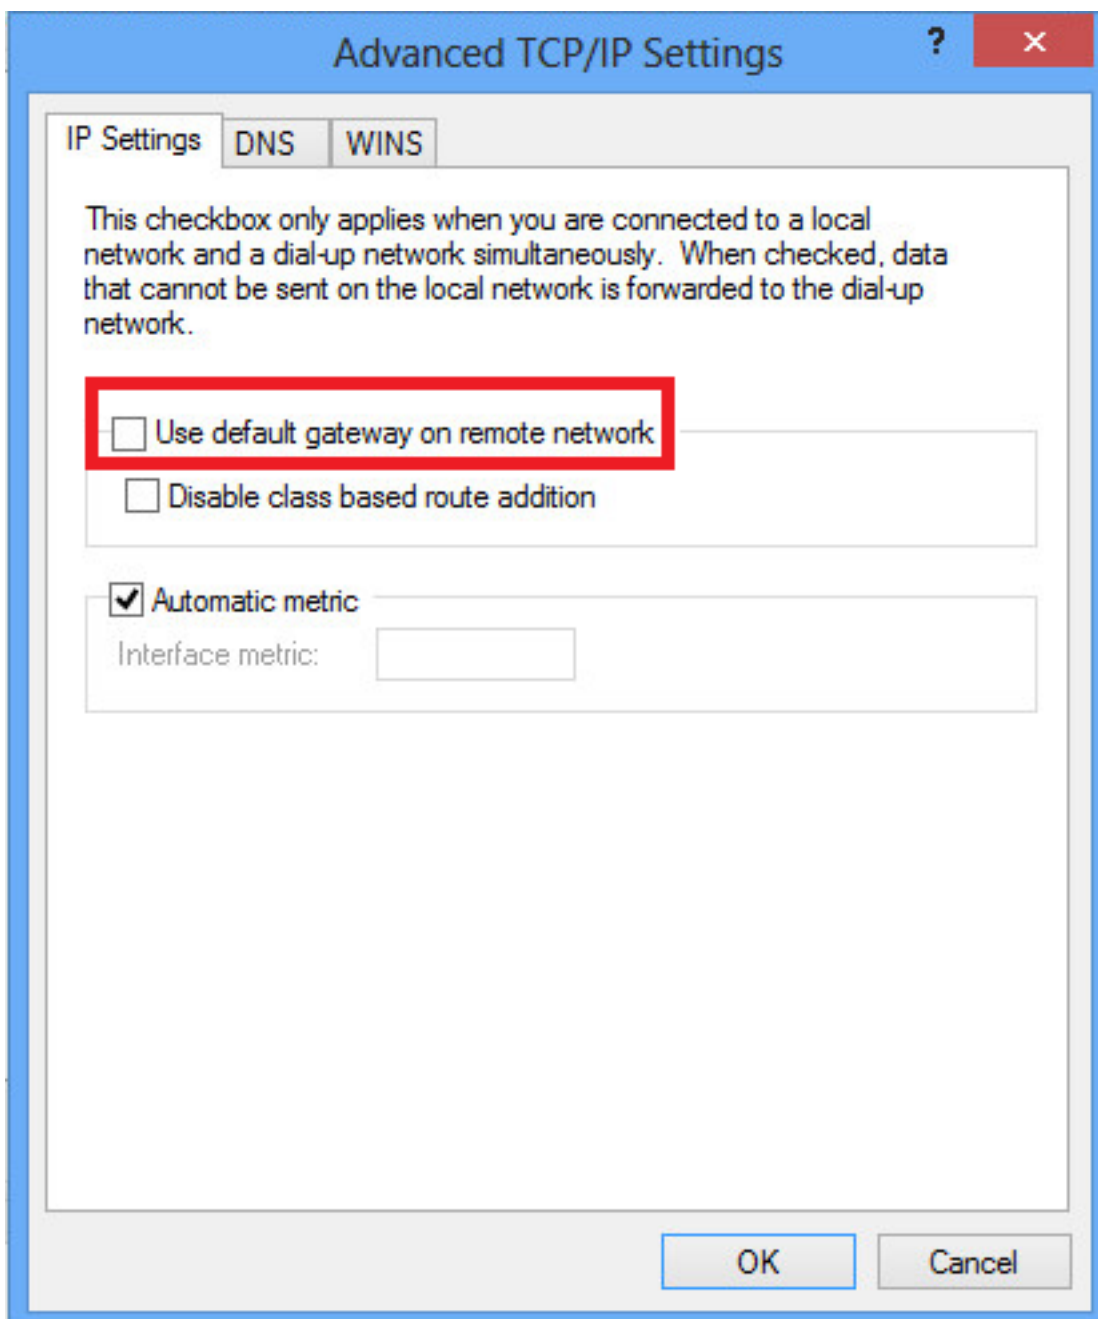 Advanced TCP/IP Settings
?
IP Settings DNS WINS
This checkbox only applies when you are connected to a local
network and a dial-up network simultaneously. When checked, data
that cannot be sent on the local network is forwarded to the dial-up
network.
Use default gateway on remote network
Disable class based route addition
Automatic metric
Interface metric:
OK Cancel